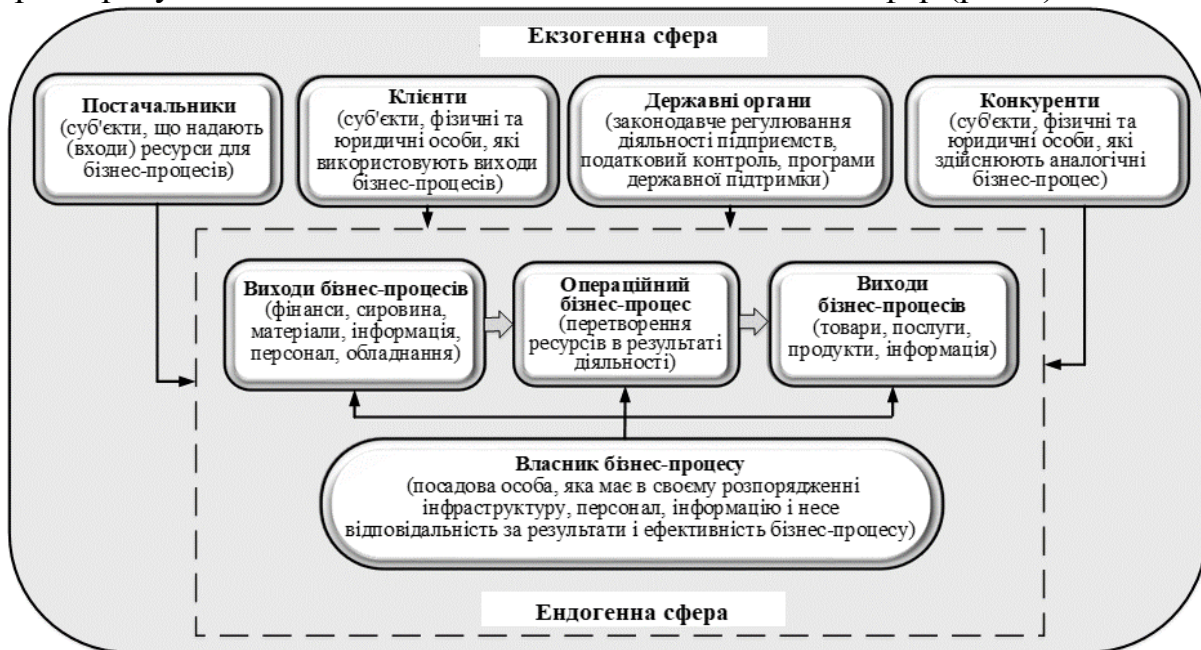 Екзогенна сфера
Постачальники
(суб'єкти, що надають
(входи) ресурси для
бізнес-процесів)
Клієнти
(суб'єкти, фізичні та
юридичні особи, які
використовують виходи
бізнес-процесів)
Державні органи
(законодавче регулювання
діяльності підприємств,
податковий контроль, програми
державної підтримки)
Конкуренти
(суб'єкти, фізичні та
юридичні особи, які
здійснюють аналогічні
бізнес-процес)
Виходи бізнес-процесів
(фінанси, сировина,
матеріали, інформація,
персонал, обладнання)
Операційний
бізнес-процес
(перетворення
ресурсів в результаті
діяльності)
Виходи
бізнес-процесів
(товари, послуги,
продукти, інформація)
Власник бізнес-процесу
(посадова особа, яка має в своєму розпорядженні
інфраструктуру, персонал, інформацію і несе
відповідальність за результати і ефективність бізнес-процесу)
Ендогенна сфера